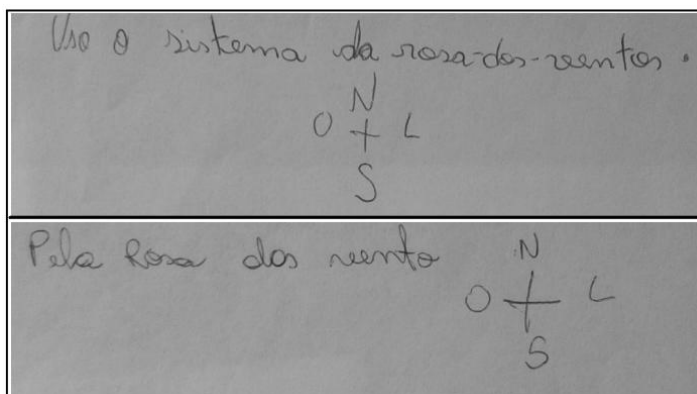 Uso o sistema da rosa-dos-ventos.
N
O L
S
Pela Rosa dos vento
N
O L
S